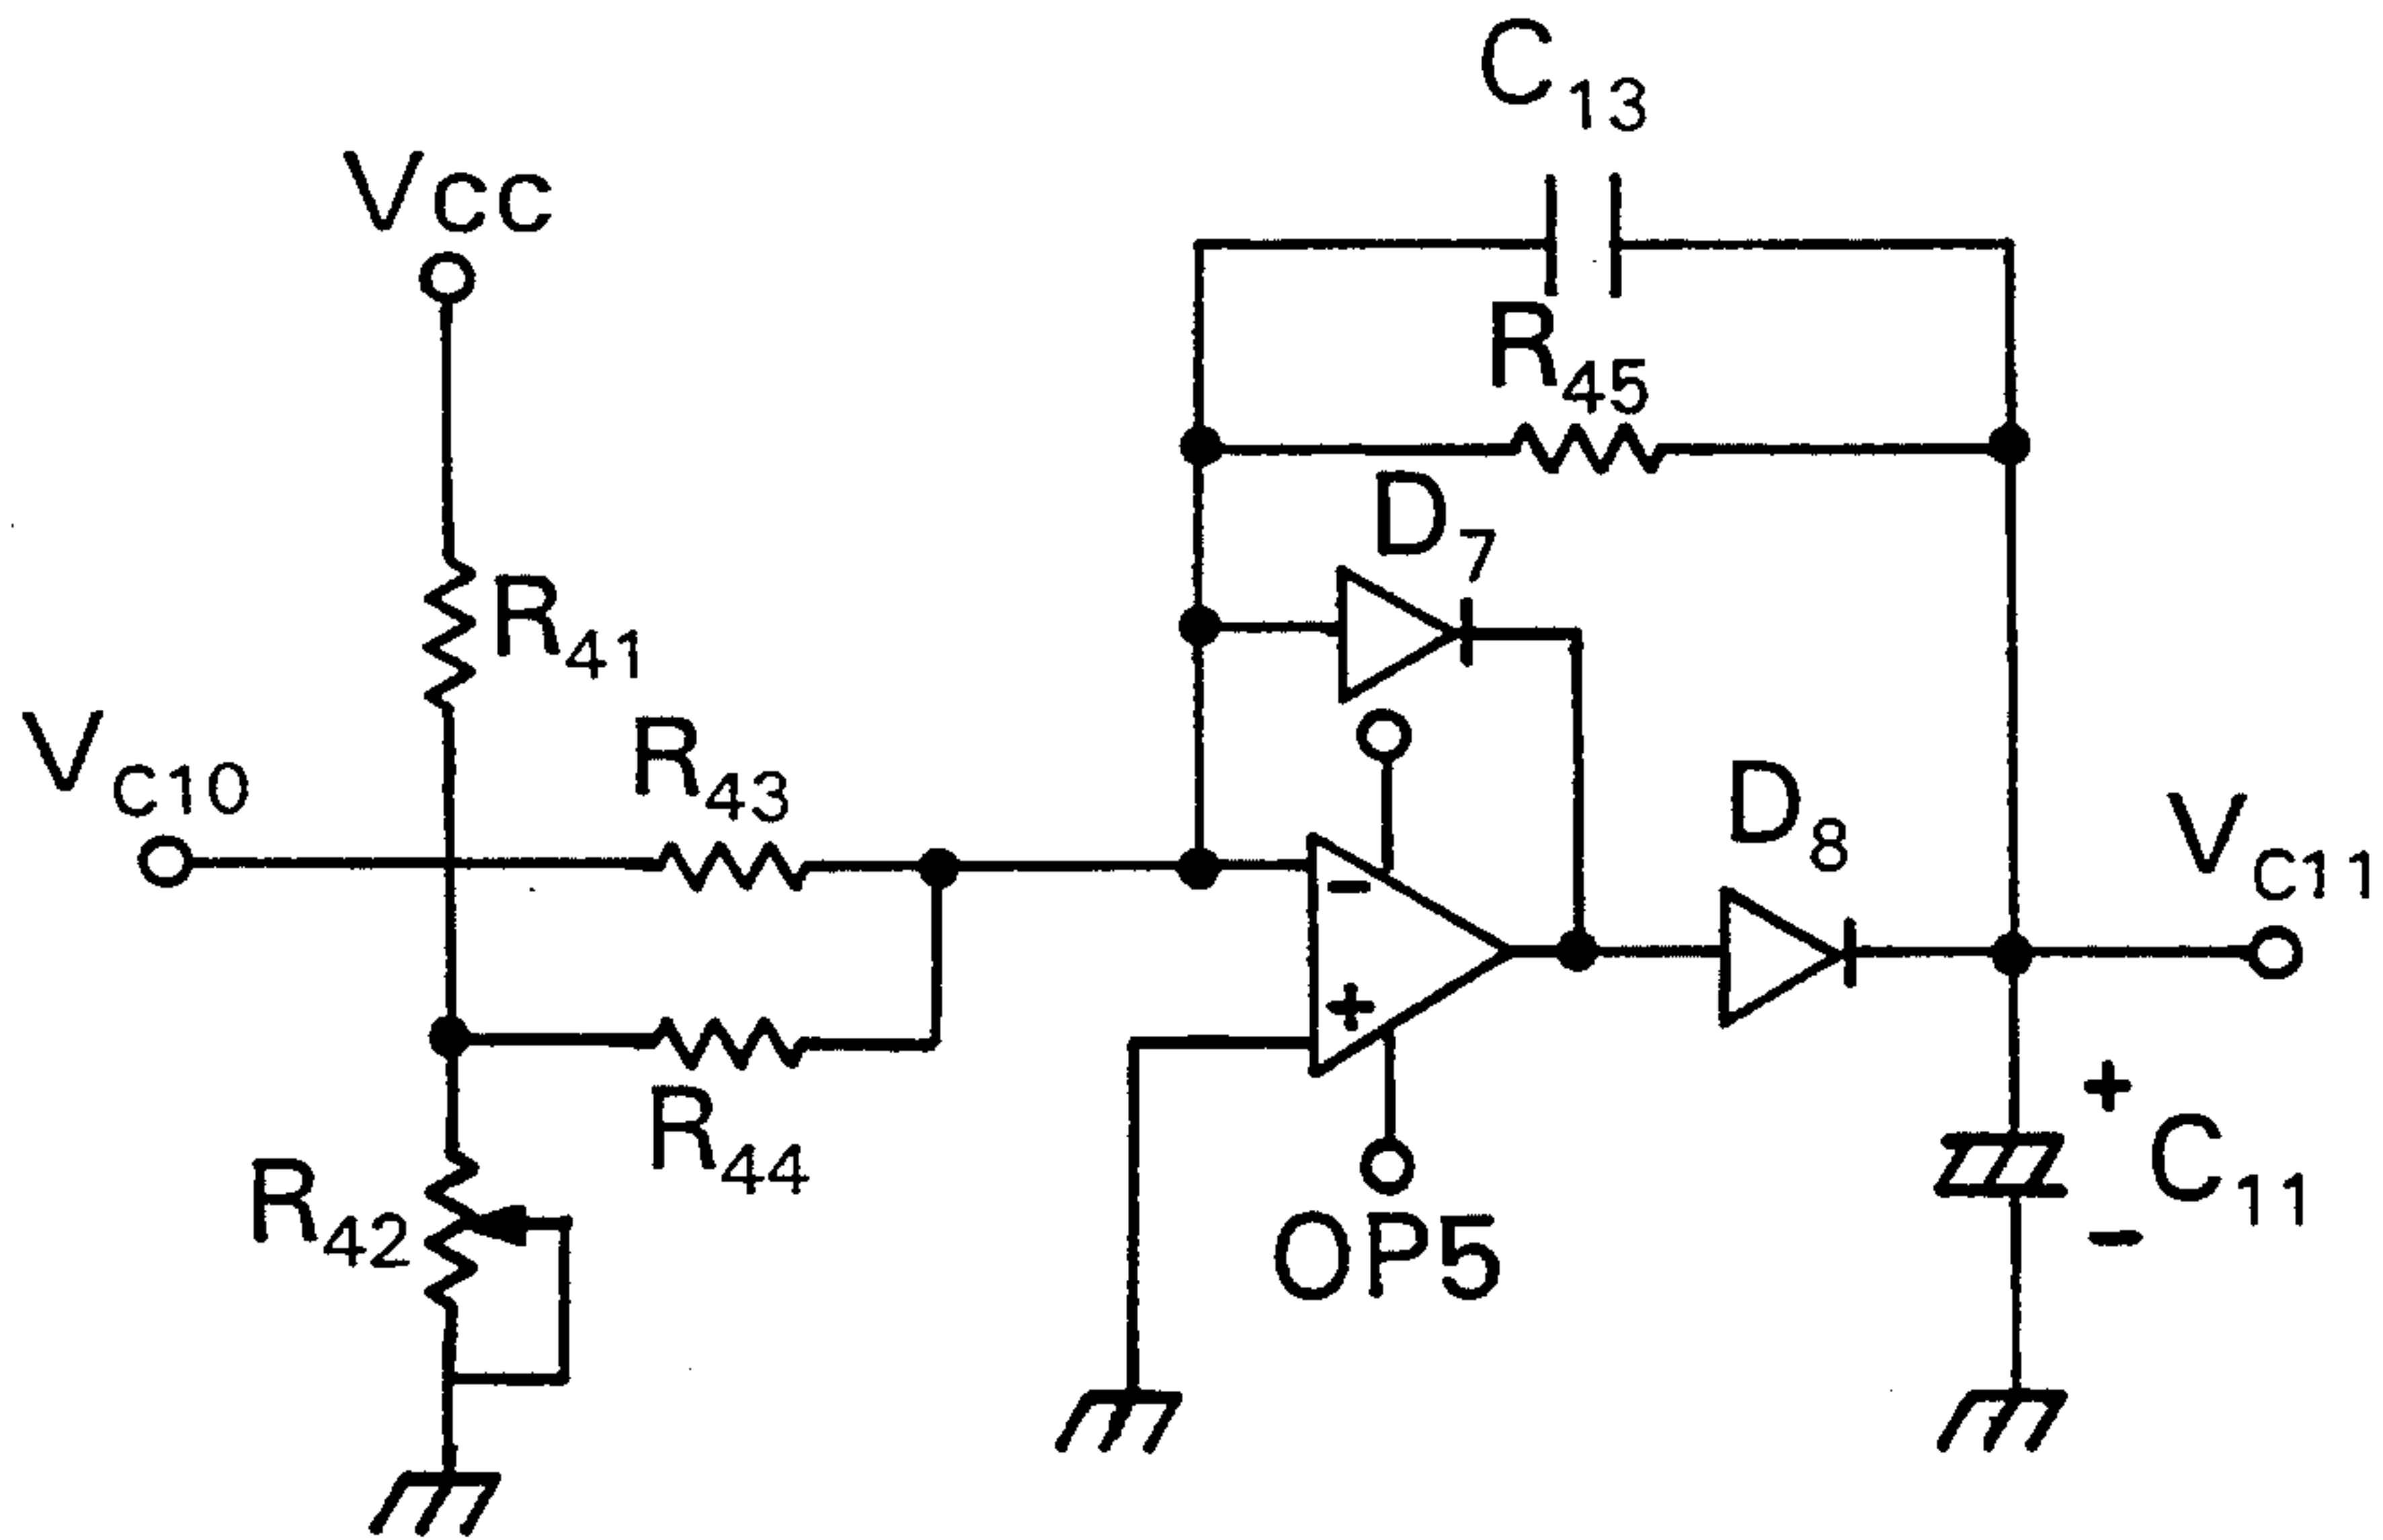 C13
Vcc
R45
D7
R41
VC10
R43
D8
VC11
-
+
R44
+
C11
-
R42
OP5